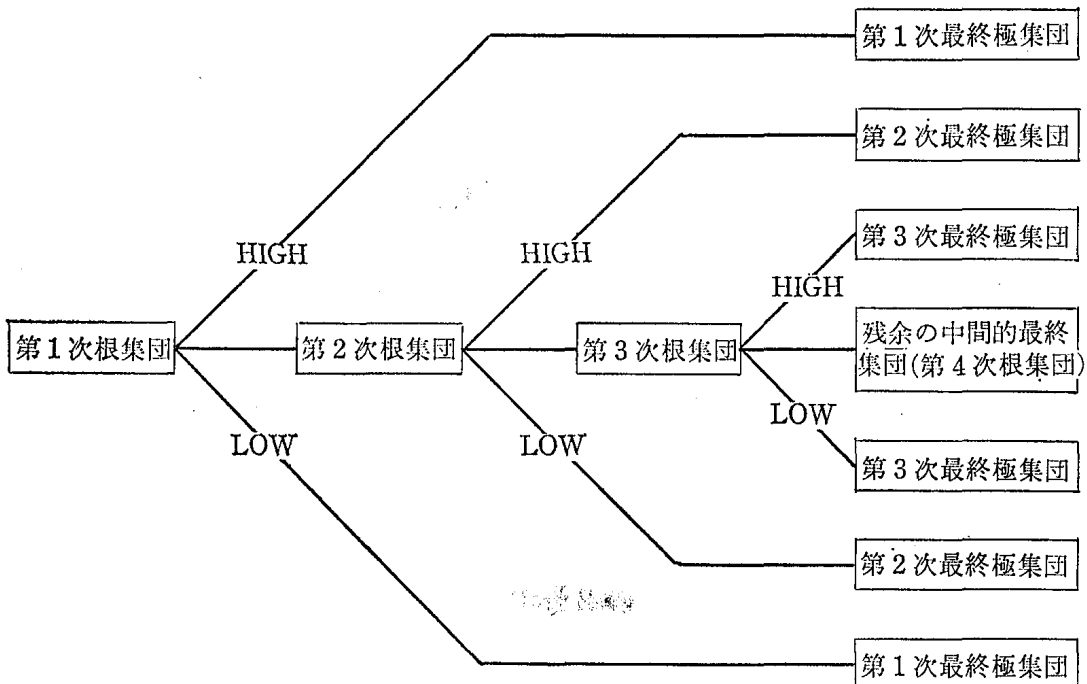 第1次最終極集団
第2次最終極集団
第3次最終極集団
HIGH
HIGH
HIGH
第1次根集団
第2次根集団
第3次根集団
残余の中間的最終
集団(第4次根集団)
LOW
LOW
LOW
第3次最終極集団
第2次最終極集団
第1次最終極集団